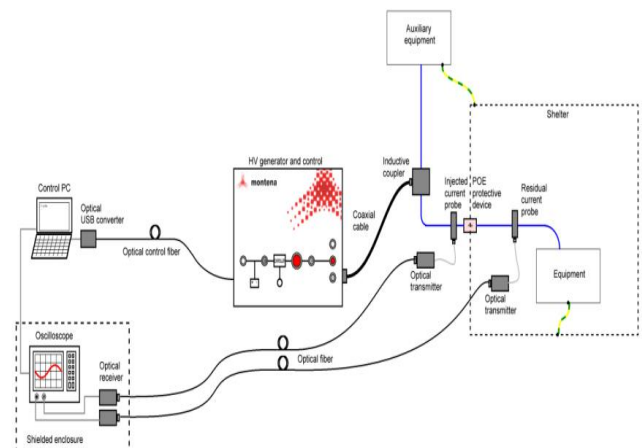 Auxiliary
equipment
Shelter
HV generator and control
montena
Inductive
coupler
Injected
current
probe
POE
protective
device
Residual
current
probe
Control PC
Optical
USB converter
Optical control fiber
Coaxial
cable
Optical
transmitter
Equipment
Optical
transmitter
Oscilloscope
Optical
receiver
Optical fiber
Shielded enclosure